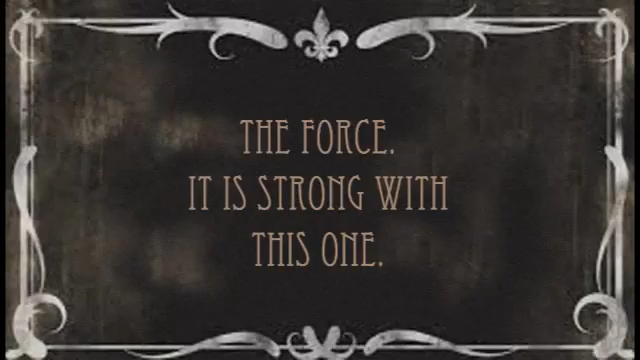 THE FORCE.
IT IS STRONG WITH
THIS ONE.